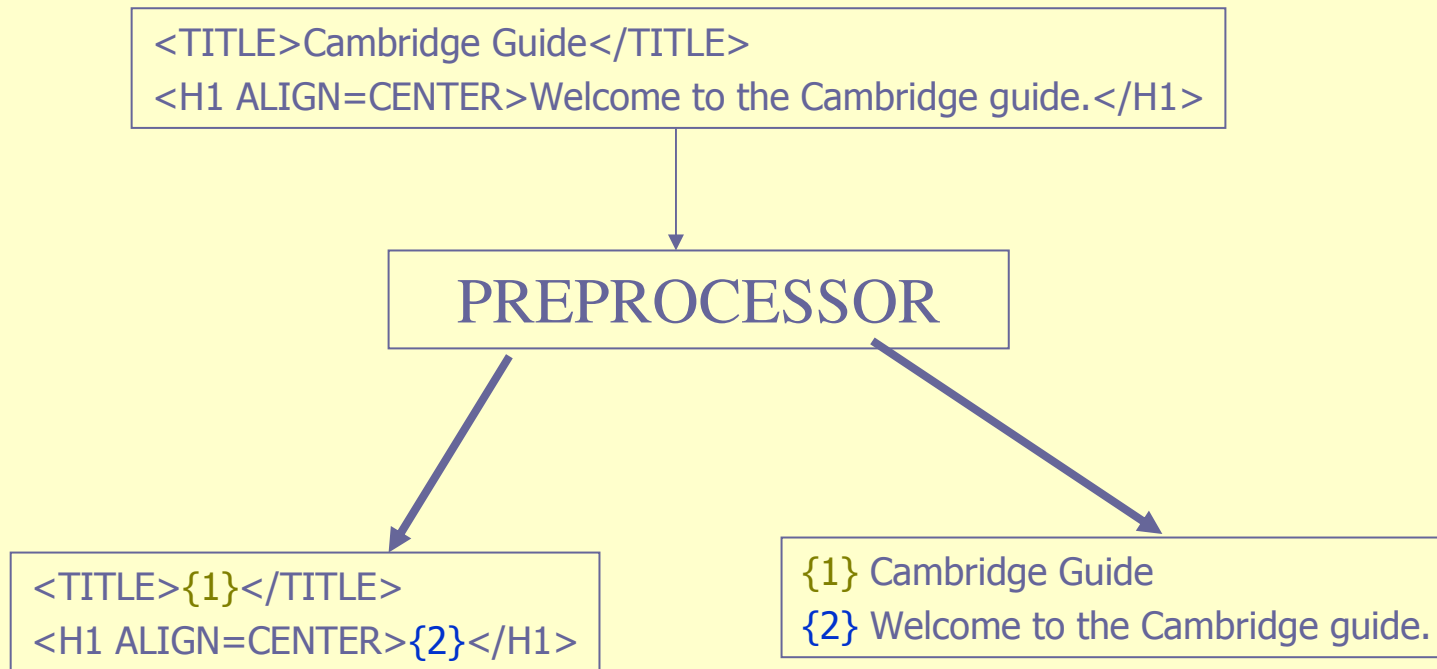 <TITLE>Cambridge Guide</TITLE>
<H1 ALIGN=CENTER>Welcome to the Cambridge guide.</H1>
PREPROCESSOR
<TITLE>{1}</TITLE>
<H1 ALIGN=CENTER>{2}</H1>
{1} Cambridge Guide
{2} Welcome to the Cambridge guide.